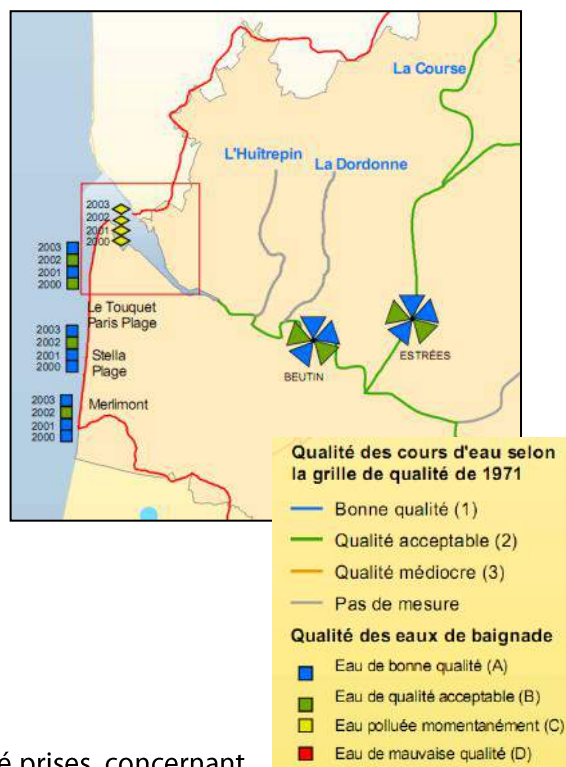 La Course
L'Huîtrepin
La Dordonne
2003
2002
2001
2000
2003
2002
2001
2000
Le Touquet
Paris Plage
2003
2002
2001
2000
Stella
Plage
ESTRÉES
BEUTIN
2003
2002
2001
2000
Merlimont
Qualité des cours d'eau selon
la grille de qualité de 1971
Bonne qualité (1)
Qualité acceptable (2)
Qualité médiocre (3)
Pas de mesure
Qualité des eaux de baignade
Eau de bonne qualité (A)
Eau de qualité acceptable (B)
Eau polluée momentanément (C)
Eau de mauvaise qualité (D)
é prises, concernant